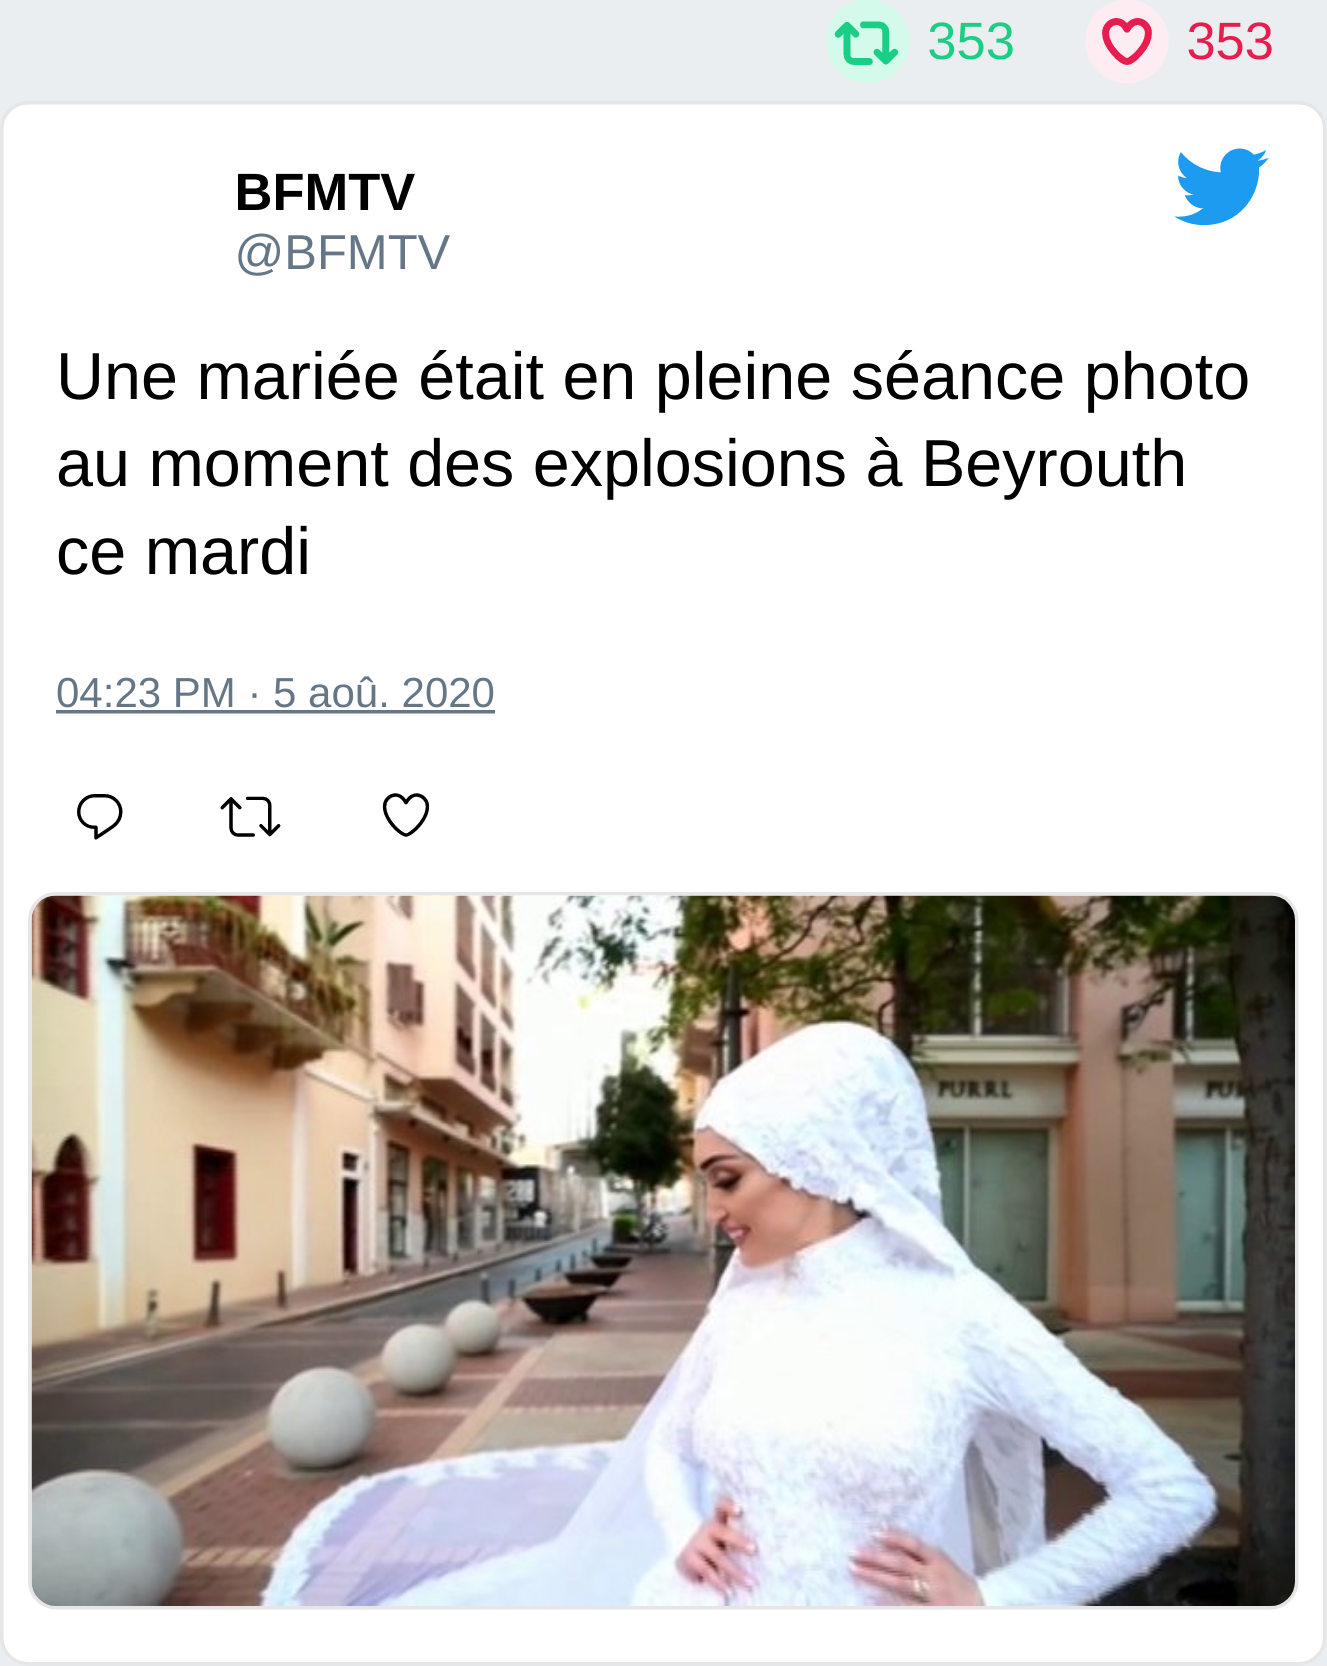 353 353
BFMTV
@BFMTV
Une mariée était en pleine séance photo
au moment des explosions à Beyrouth
ce mardi
04:23 PM · 5 aoû. 2020
PURRL